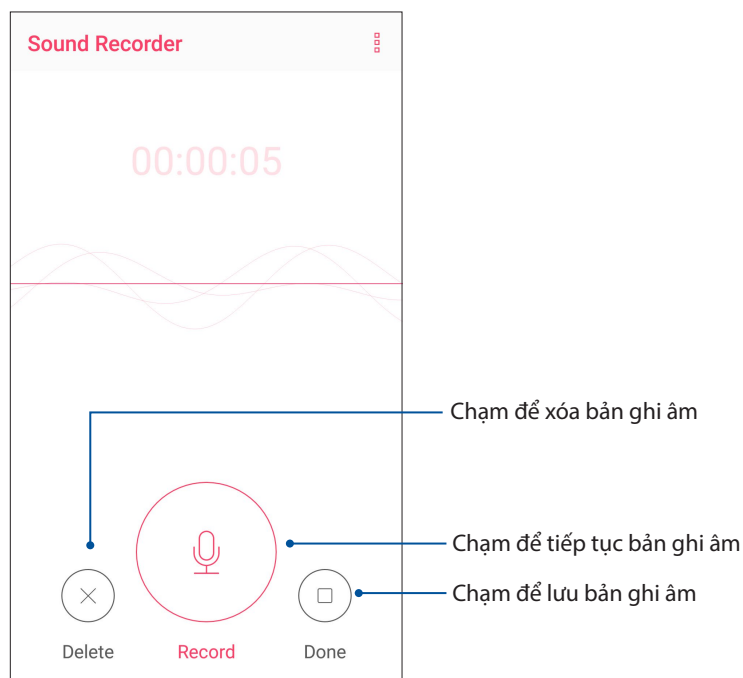 Sound Recorder
00:00:05
Chạm để xóa bản ghi âm
Chạm để tiếp tục bản ghi âm
Chạm để lưu bản ghi âm
Delete
Record
Done